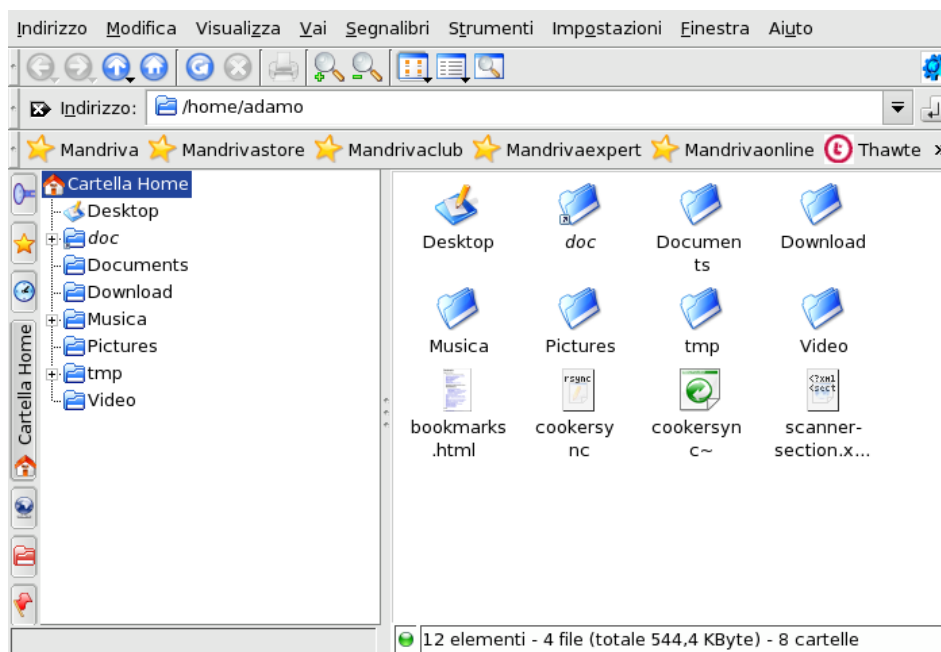 Indirizzo Modifica Visualizza Vai Segnalibri Strumenti Impostazioni Finestra Aiuto
Indirizzo: /home/adamo
Mandriva Mandrivastore Mandrivaclub Mandrivaexpert Mandrivaonline Thawte
Cartella Home
Cartella Home
Desktop
doc
Documents
Download
Musica
Pictures
tmp
Video
Desktop doc Documen Download
ts
Musica Pictures tmp Video
rsync <?xml
<sect
bookmarks cookersy cookersyn scanner-
.html nc c~ section.x...
12 elementi - 4 file (totale 544,4 KByte) - 8 cartelle